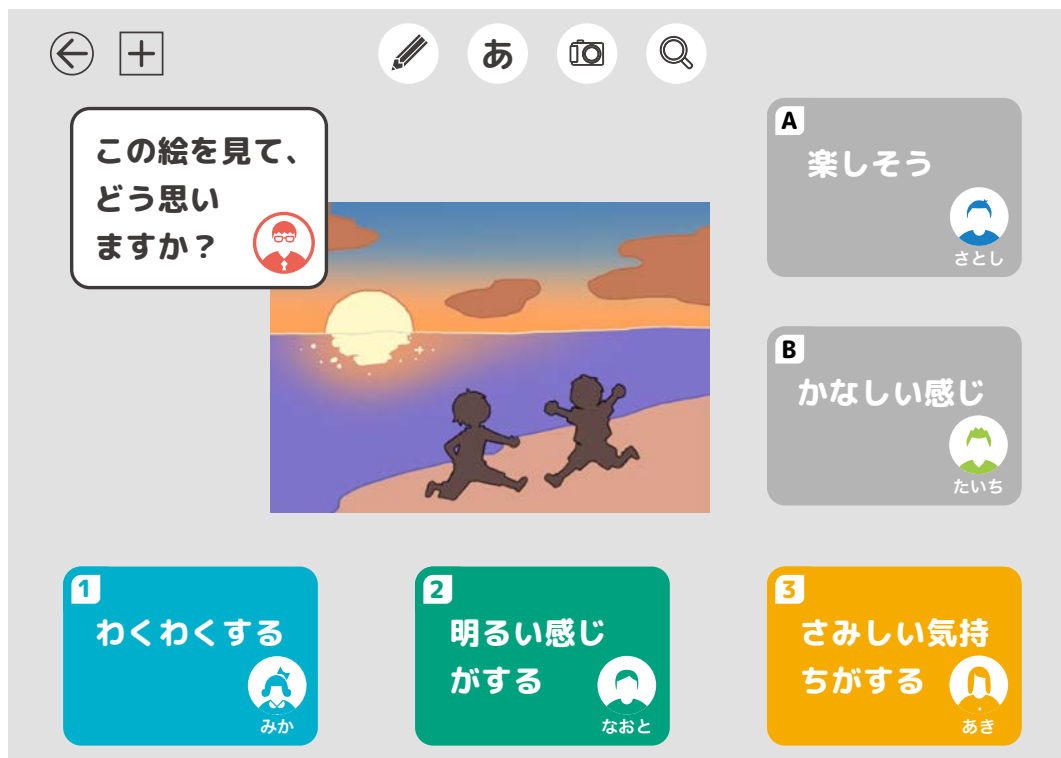 あ
この絵を見て、
どう思い
ますか？
A
楽しそう
さとし
B
かなしい感じ
たいち
1
わくわくする
みか
2
明るい感じ
がする
なおと
3
さみしい気持
ちがする
あき